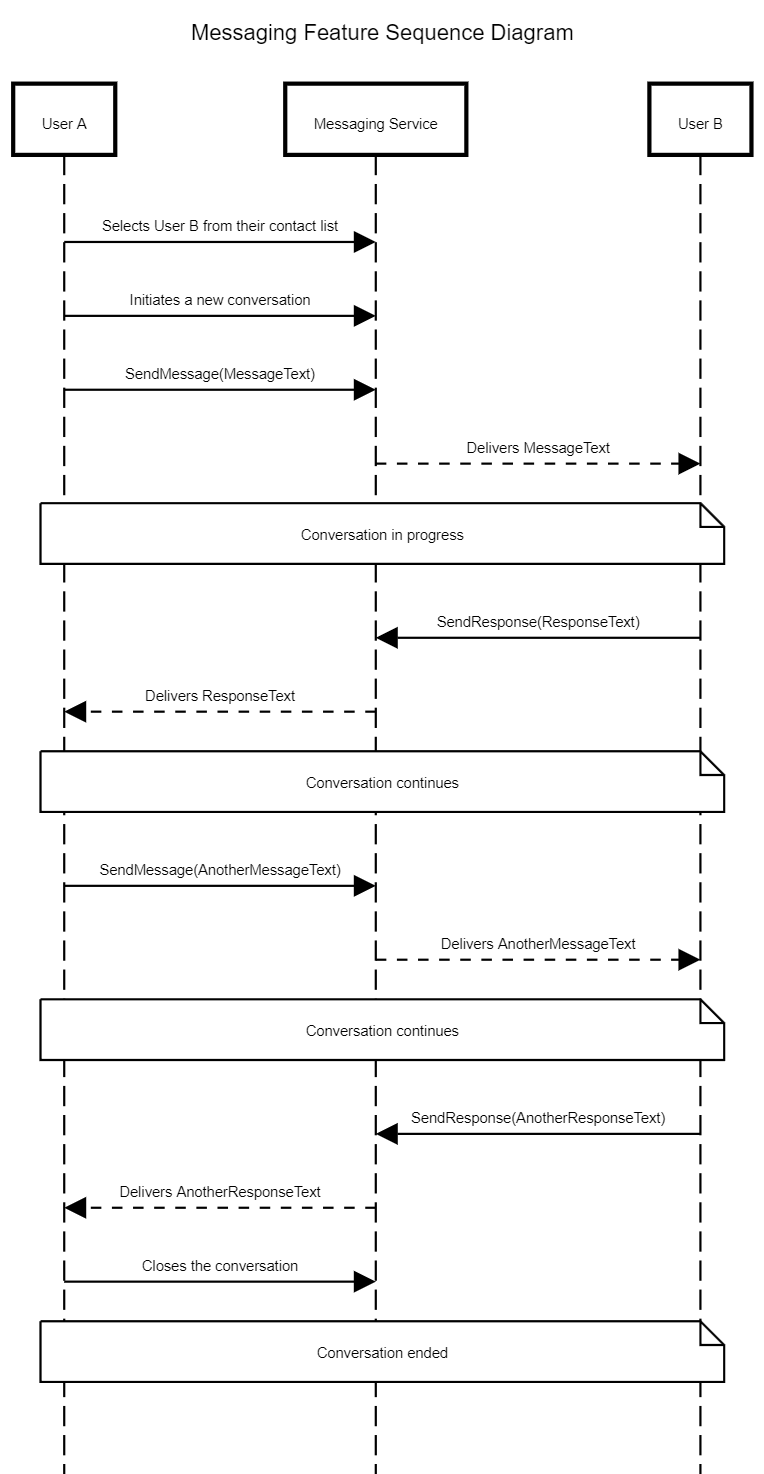 Messaging Feature Sequence Diagram
User A
Messaging Service
User B
Selects User B from their contact list
Initiates a new conversation
SendMessage(MessageText)
Delivers MessageText
Conversation in progress
SendResponse(ResponseText)
Delivers ResponseText
Conversation continues
SendMessage(AnotherMessageText)
Delivers AnotherMessageText
Conversation continues
SendResponse(AnotherResponseText)
Delivers AnotherResponseText
Closes the conversation
Conversation ended